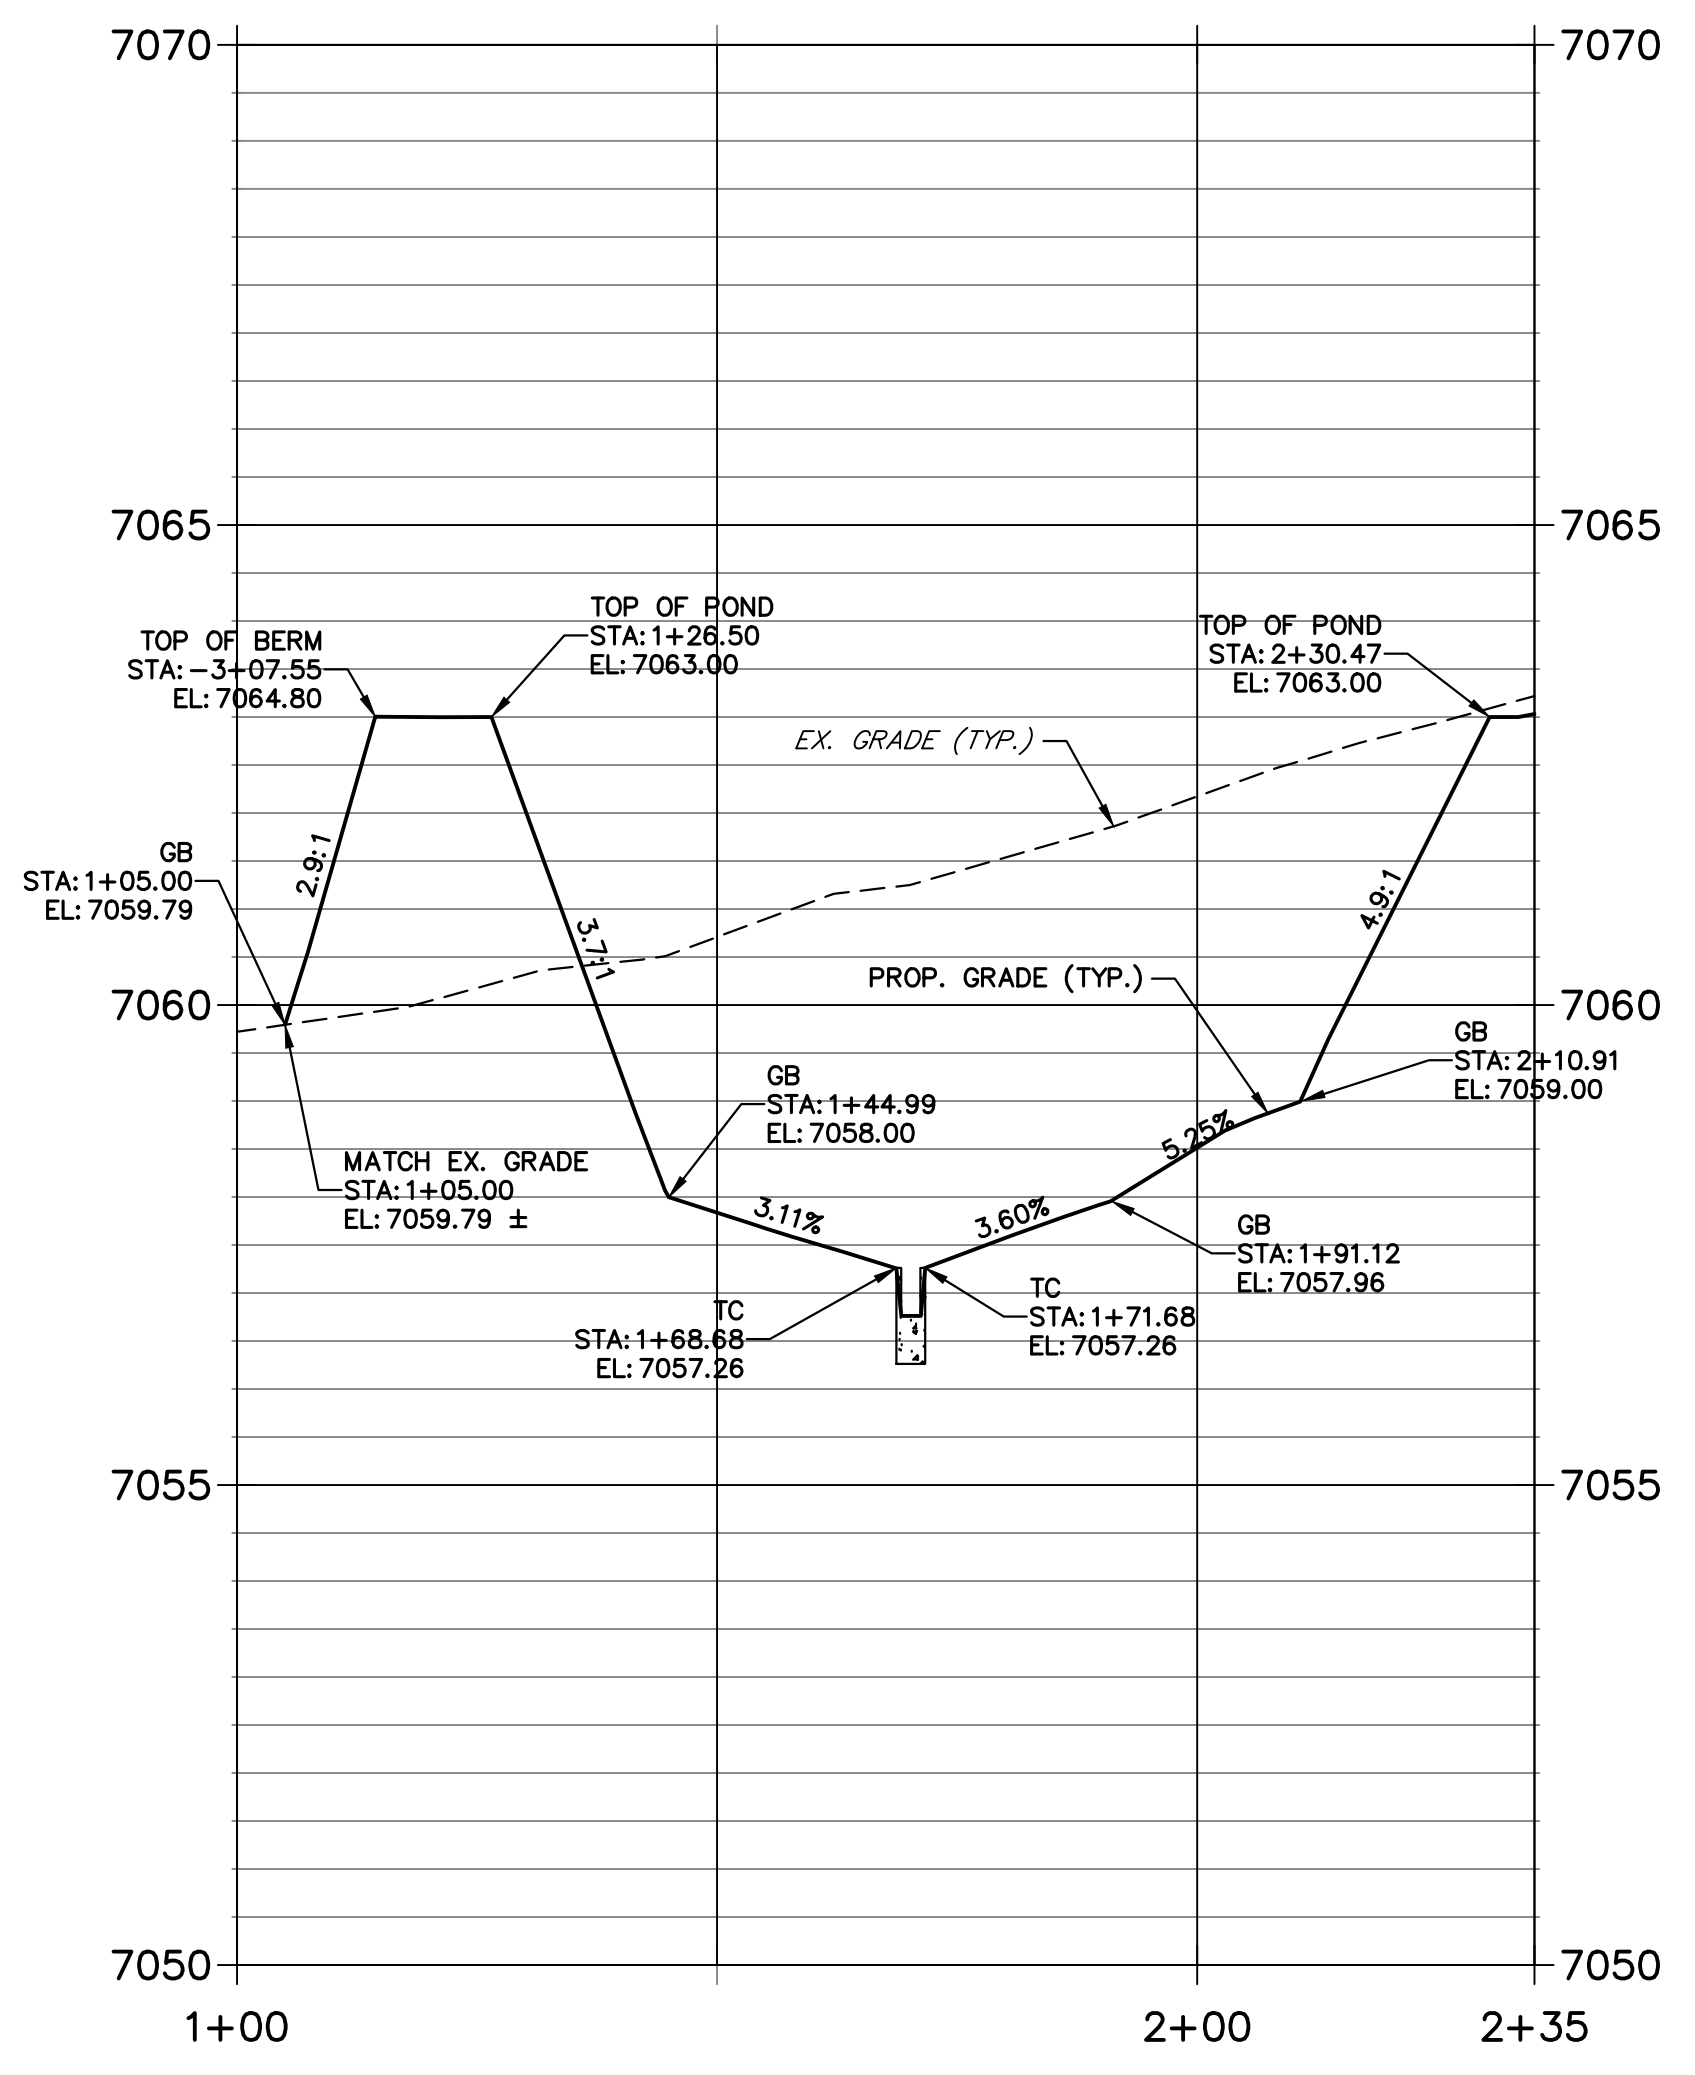 7070
7070
7065
7065
TOP OF POND
STA: 1+26.50
EL: 7063.00
TOP OF POND
STA: 2+30.47
EL: 7063.00
TOP OF BERM
STA: -3+07.55
EL: 7064.80
EX. GRADE (TYP.)
2.9:1
GB
STA: 1+05.00
EL: 7059.79
4.9:1
3.7:1
PROP. GRADE (TYP.)
7060
7060
GB
STA: 2+10.91
EL: 7059.00
GB
STA: 1+44.99
EL: 7058.00
5.25%
MATCH EX. GRADE
STA: 1+05.00
EL: 7059.79 ±
3.11%
3.60%
GB
STA: 1+91.12
EL: 7057.96
TC
STA: 1+71.68
EL: 7057.26
TC
STA: 1+68.68
EL: 7057.26
7055
7055
7050
7050
1+00
2+00
2+35